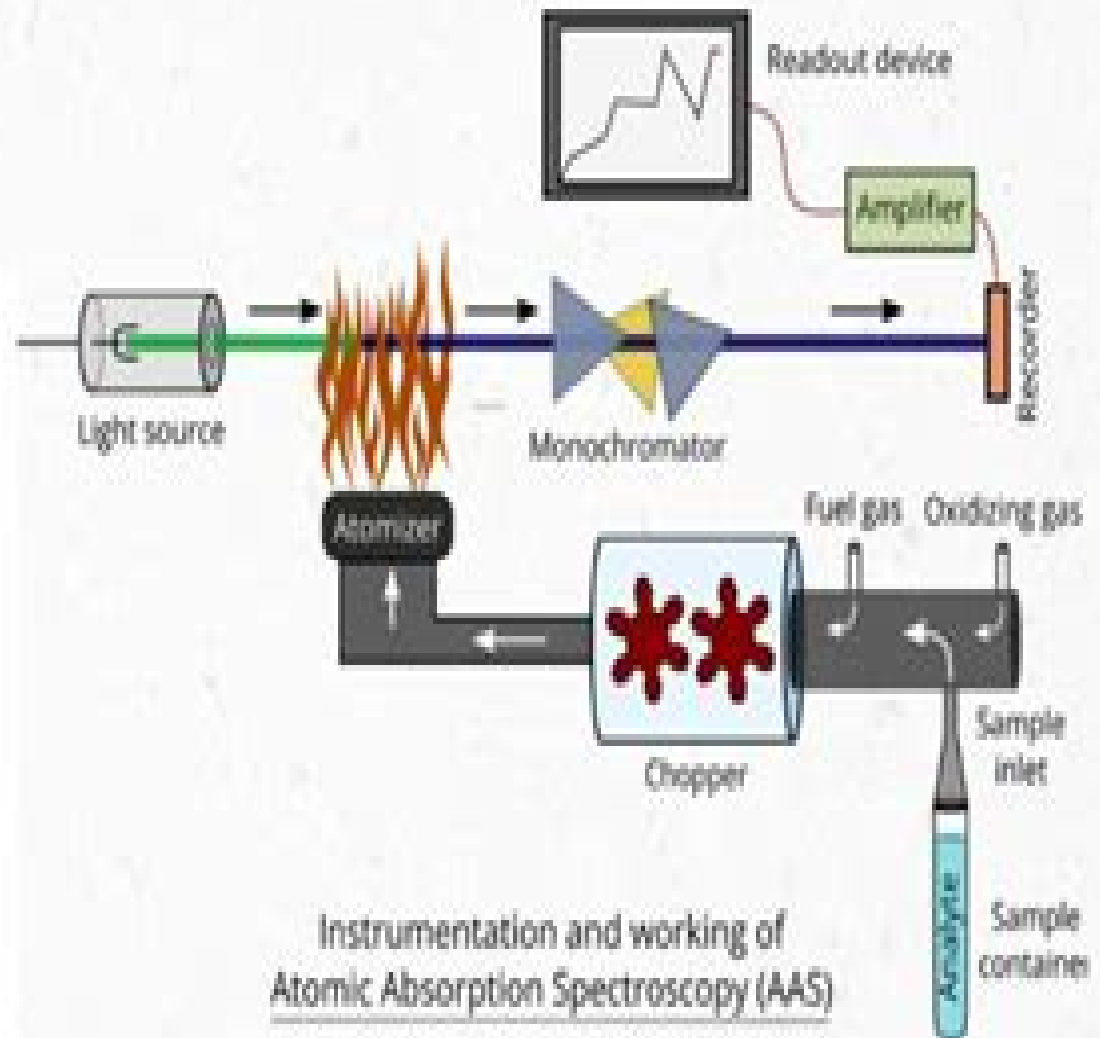 Readout device
Amplifier
Recorder
Light source
Monochromator
Atomizer
Fuel gas
Oxidizing gas
Chopper
Sample
inlet
Analyte
Sample
container
Instrumentation and working of
Atomic Absorption Spectroscopy (AAS)